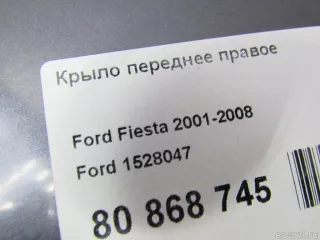 Крыло переднее правое
Ford Fiesta 2001-2008
Ford 1528047
80 868 745